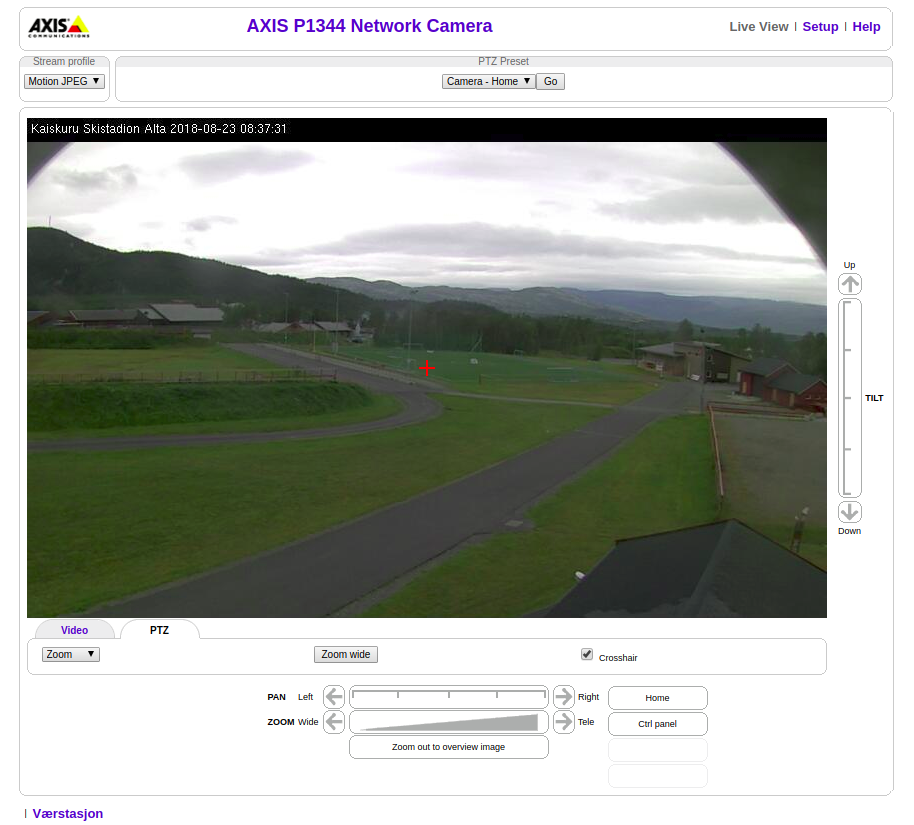 AXIS
COMMUNICATIONS
AXIS P1344 Network Camera
Live View | Setup | Help
Stream profile
PTZ Preset
Motion JPEG
Camera - Home
Go
Kaiskuru Skistadion Alta 2018-08-23 08:37:31
Up
TILT
Down
Video
PTZ
Zoom
Zoom wide
Crosshair
PAN Left
Right
Home
ZOOM Wide
Tele
Ctrl panel
Zoom out to overview image
| Værstasjon